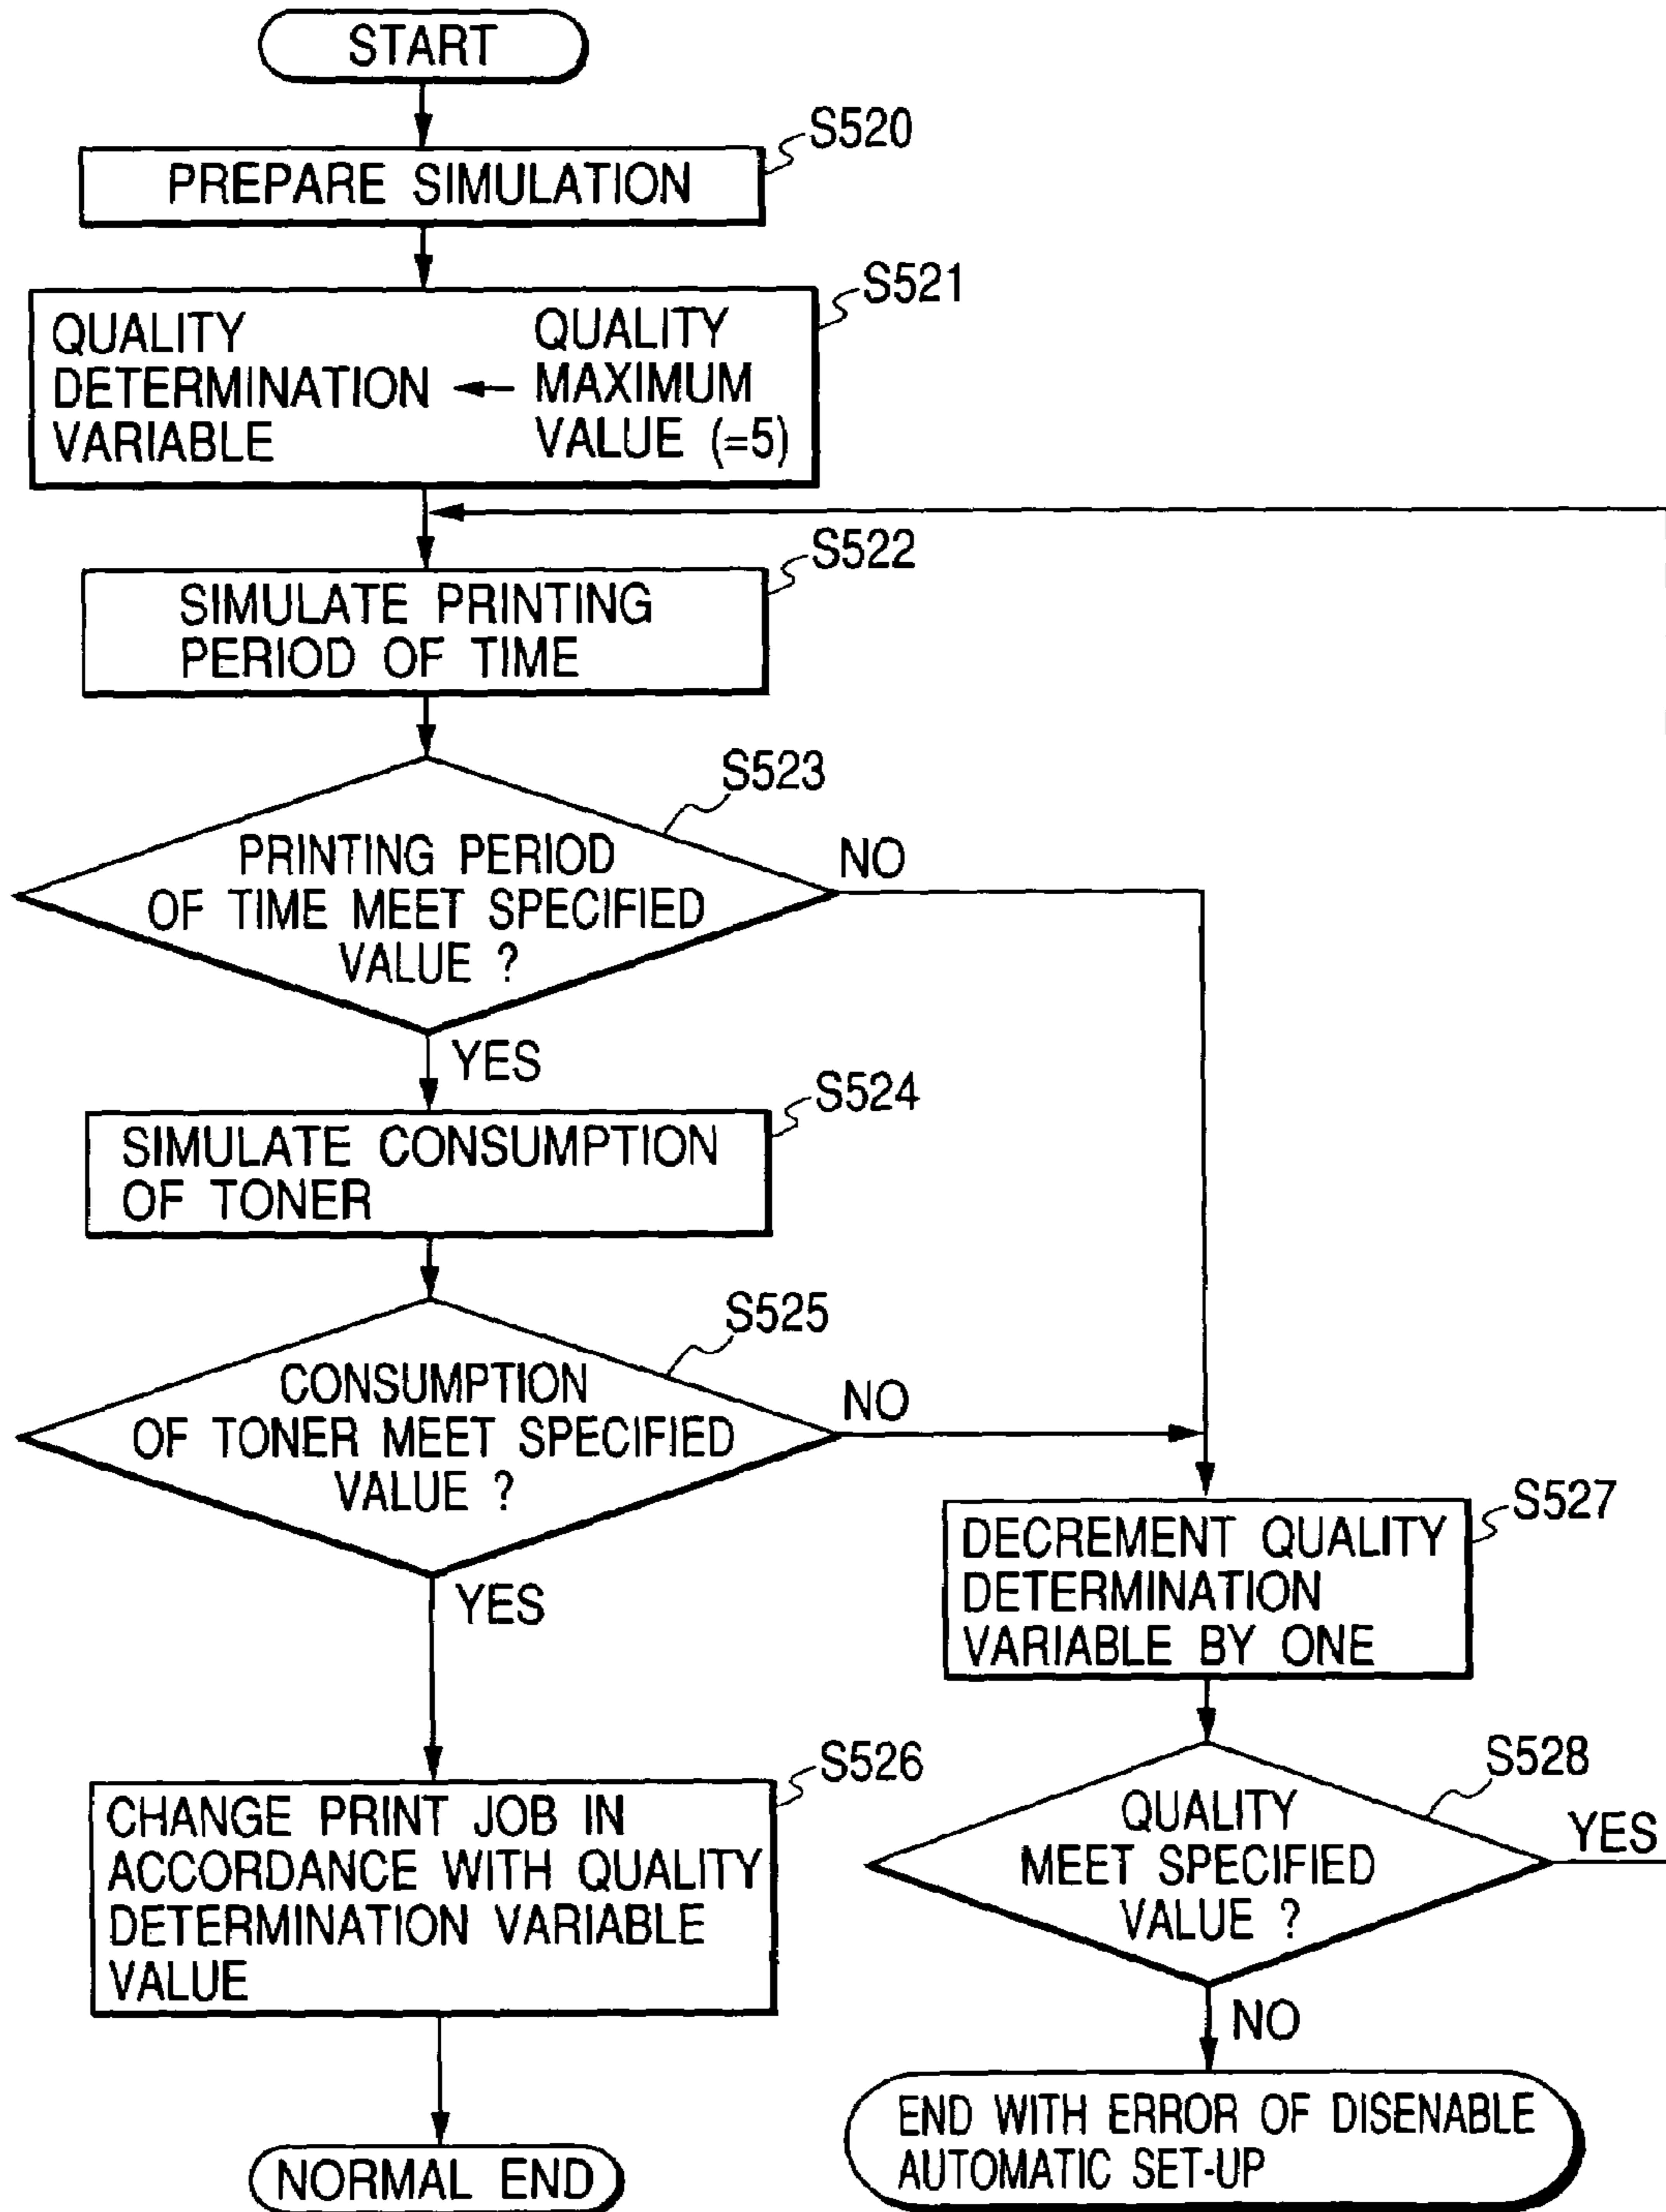 START
S520
PREPARE SIMULATION
S521
QUALITY
DETERMINATION
VARIABLE
←
QUALITY
MAXIMUM
VALUE (=5)
S522
SIMULATE PRINTING
PERIOD OF TIME
S523
PRINTING PERIOD
OF TIME MEET SPECIFIED
VALUE ?
NO
YES
S524
SIMULATE CONSUMPTION
OF TONER
S525
CONSUMPTION
OF TONER MEET SPECIFIED
VALUE ?
NO
YES
S526
CHANGE PRINT JOB IN
ACCORDANCE WITH QUALITY
DETERMINATION VARIABLE
VALUE
NORMAL END
S527
DECREMENT QUALITY
DETERMINATION
VARIABLE BY ONE
S528
QUALITY
MEET SPECIFIED
VALUE ?
YES
NO
END WITH ERROR OF DISENABLE
AUTOMATIC SET-UP